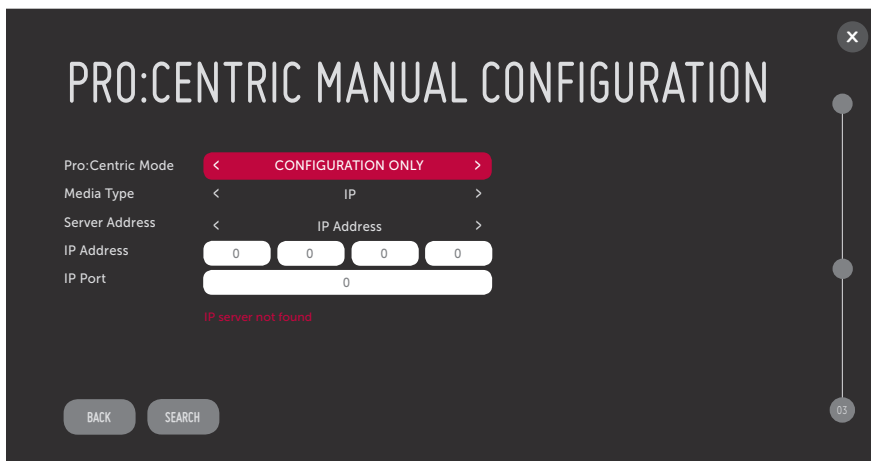 PRO:CENTRIC MANUAL CONFIGURATION
Pro:Centric Mode < CONFIGURATION ONLY >
Media Type < IP >
Server Address < IP Address >
IP Address 0 0 0 0
IP Port 0
IP server not found
BACK SEARCH
03